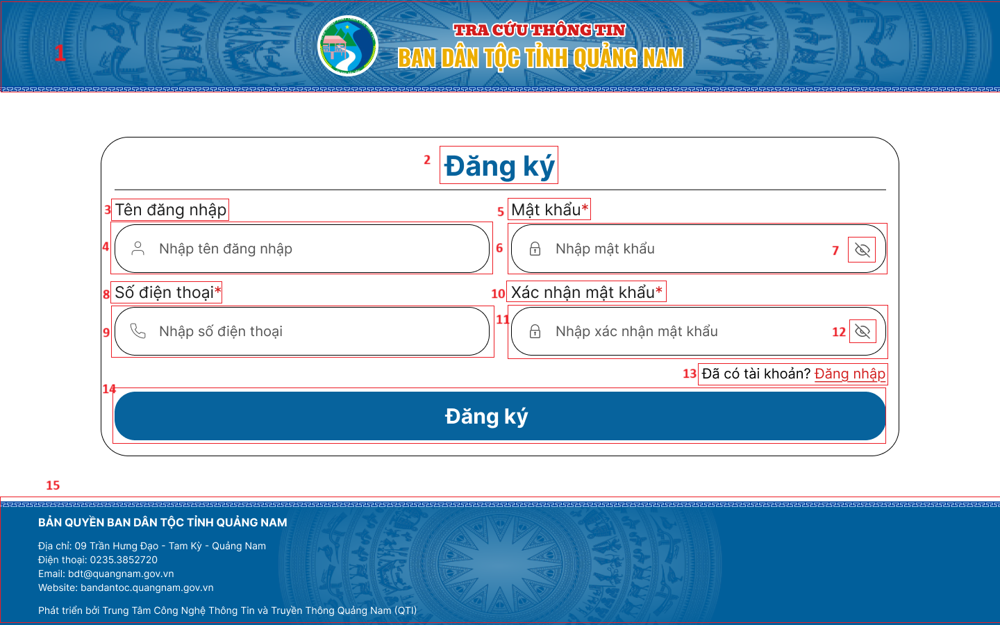 1
TRA CỨU THÔNG TIN
BAN DÂN TỘC TỈNH QUẢNG NAM
2 Đăng ký
3 Tên đăng nhập
5 Mật khẩu*
4 Nhập tên đăng nhập
6 Nhập mật khẩu 7
8 Số điện thoại*
10 Xác nhận mật khẩu*
9 Nhập số điện thoại
11 Nhập xác nhận mật khẩu 12
13 Đã có tài khoản? Đăng nhập
14
Đăng ký
15
BẢN QUYỀN BAN DÂN TỘC TỈNH QUẢNG NAM
Địa chỉ: 09 Trần Hưng Đạo - Tam Kỳ - Quảng Nam
Điện thoại: 0235.3852720
Email: bdt@quangnam.gov.vn
Website: bandantoc.quangnam.gov.vn
Phát triển bởi Trung Tâm Công Nghệ Thông Tin và Truyền Thông Quảng Nam (QTI)